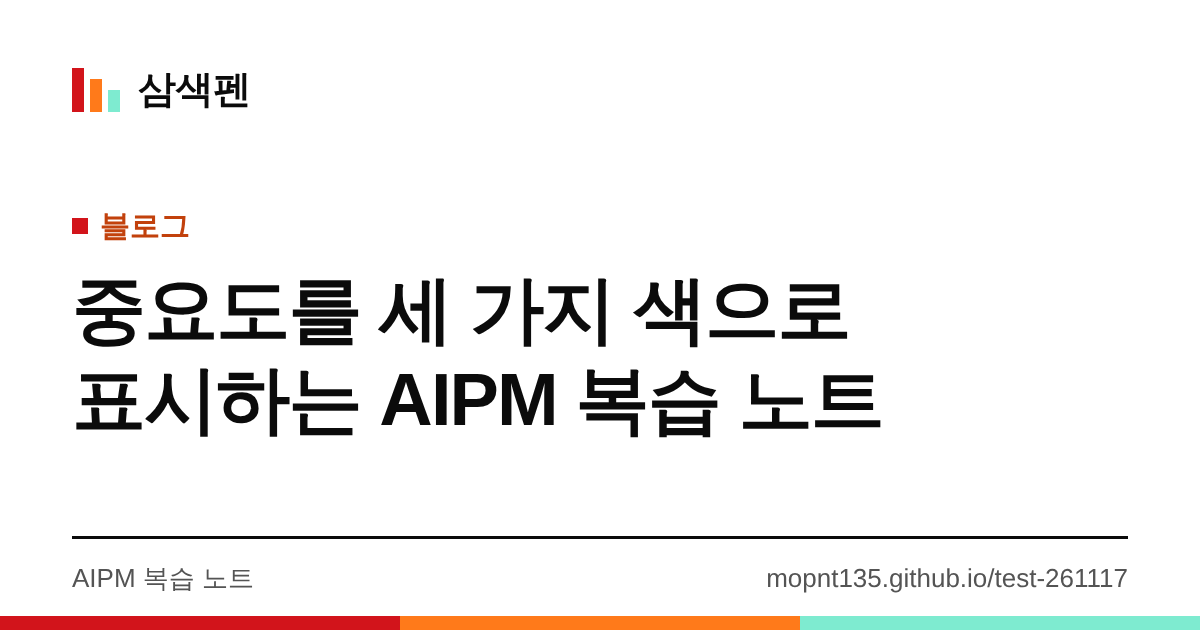 삼색펜
블로그
중요도를 세 가지 색으로
표시하는 AIPM 복습 노트
AIPM 복습 노트
mopnt135.github.io/test-261117